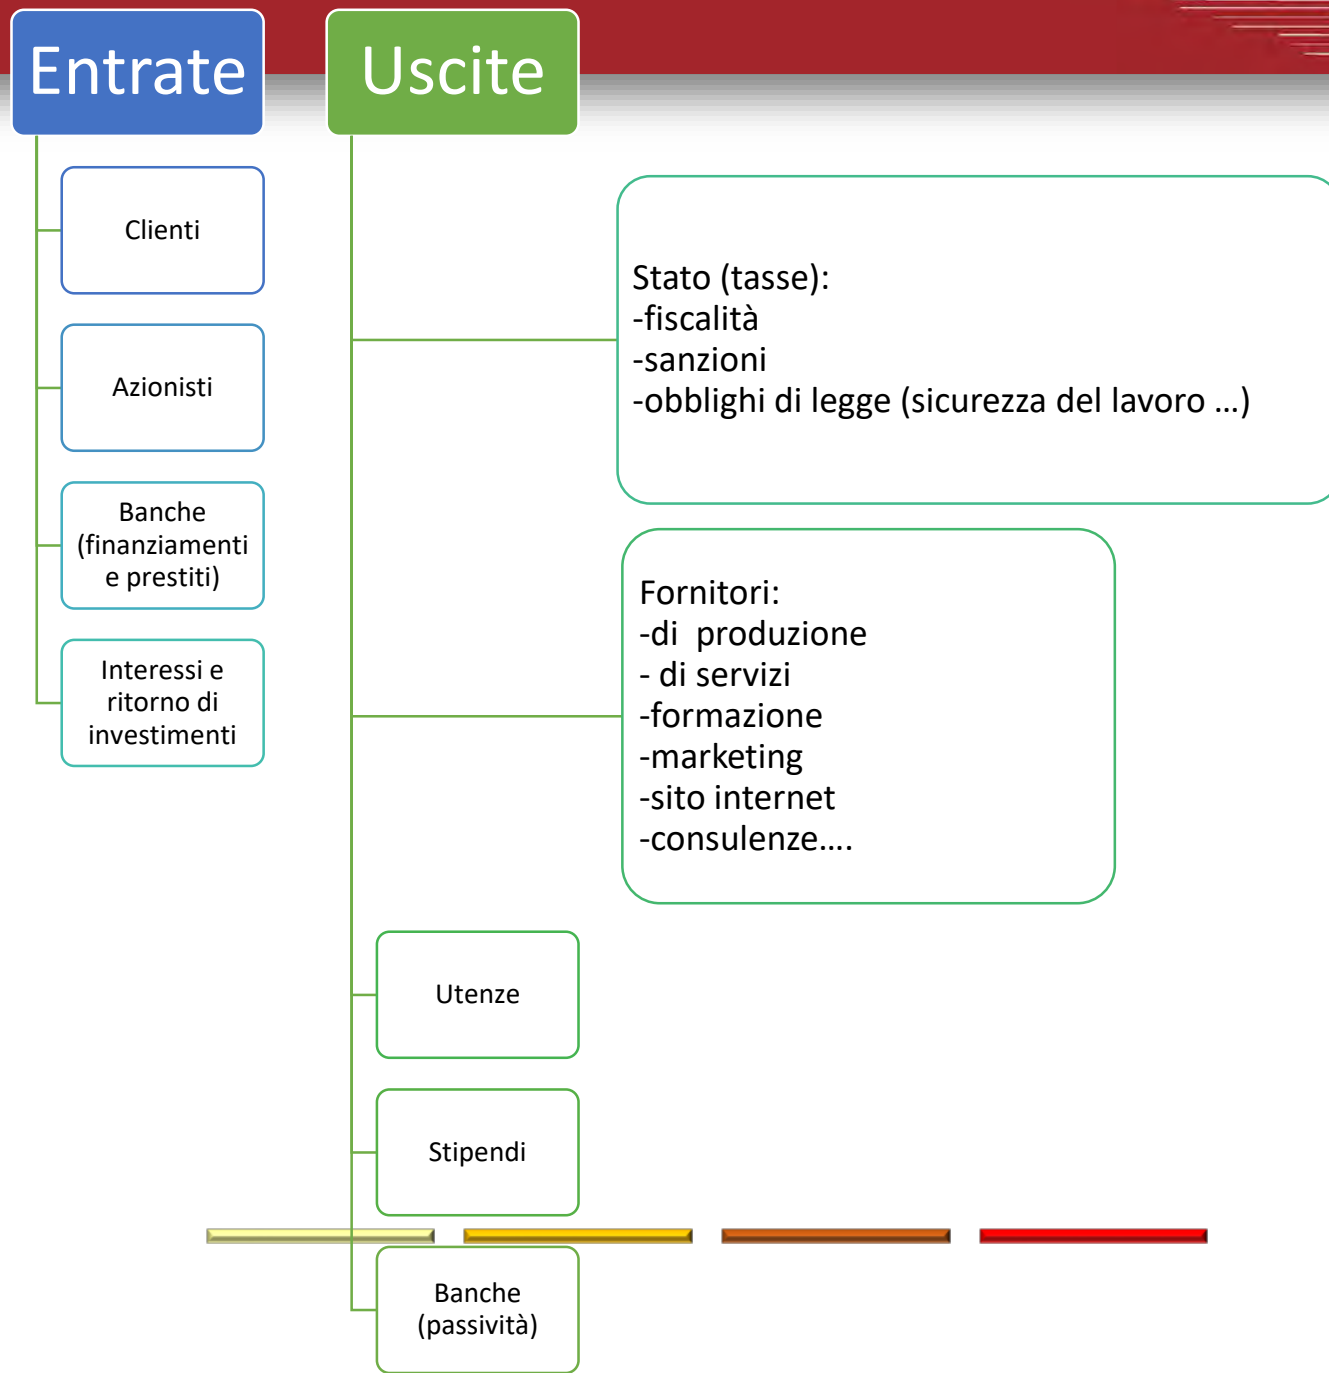 Entrate
Clienti
Azionisti
Banche
(finanziamenti
e prestiti)
Interessi e
ritorno di
investimenti
Uscite
Stato (tasse):
-fiscalità
-sanzioni
-obblighi di legge (sicurezza del lavoro ...)
Fornitori:
-di  produzione
- di servizi
-formazione
-marketing
-sito internet
-consulenze....
Utenze
Stipendi
Banche
(passività)